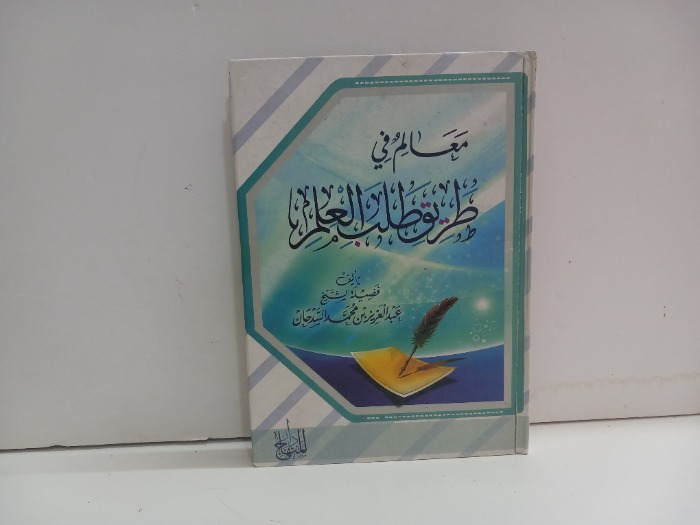 معالم في
طريق طلب العلم
تأليف
فضيلة الشيخ
عبد العزيز بن محمد السدحان